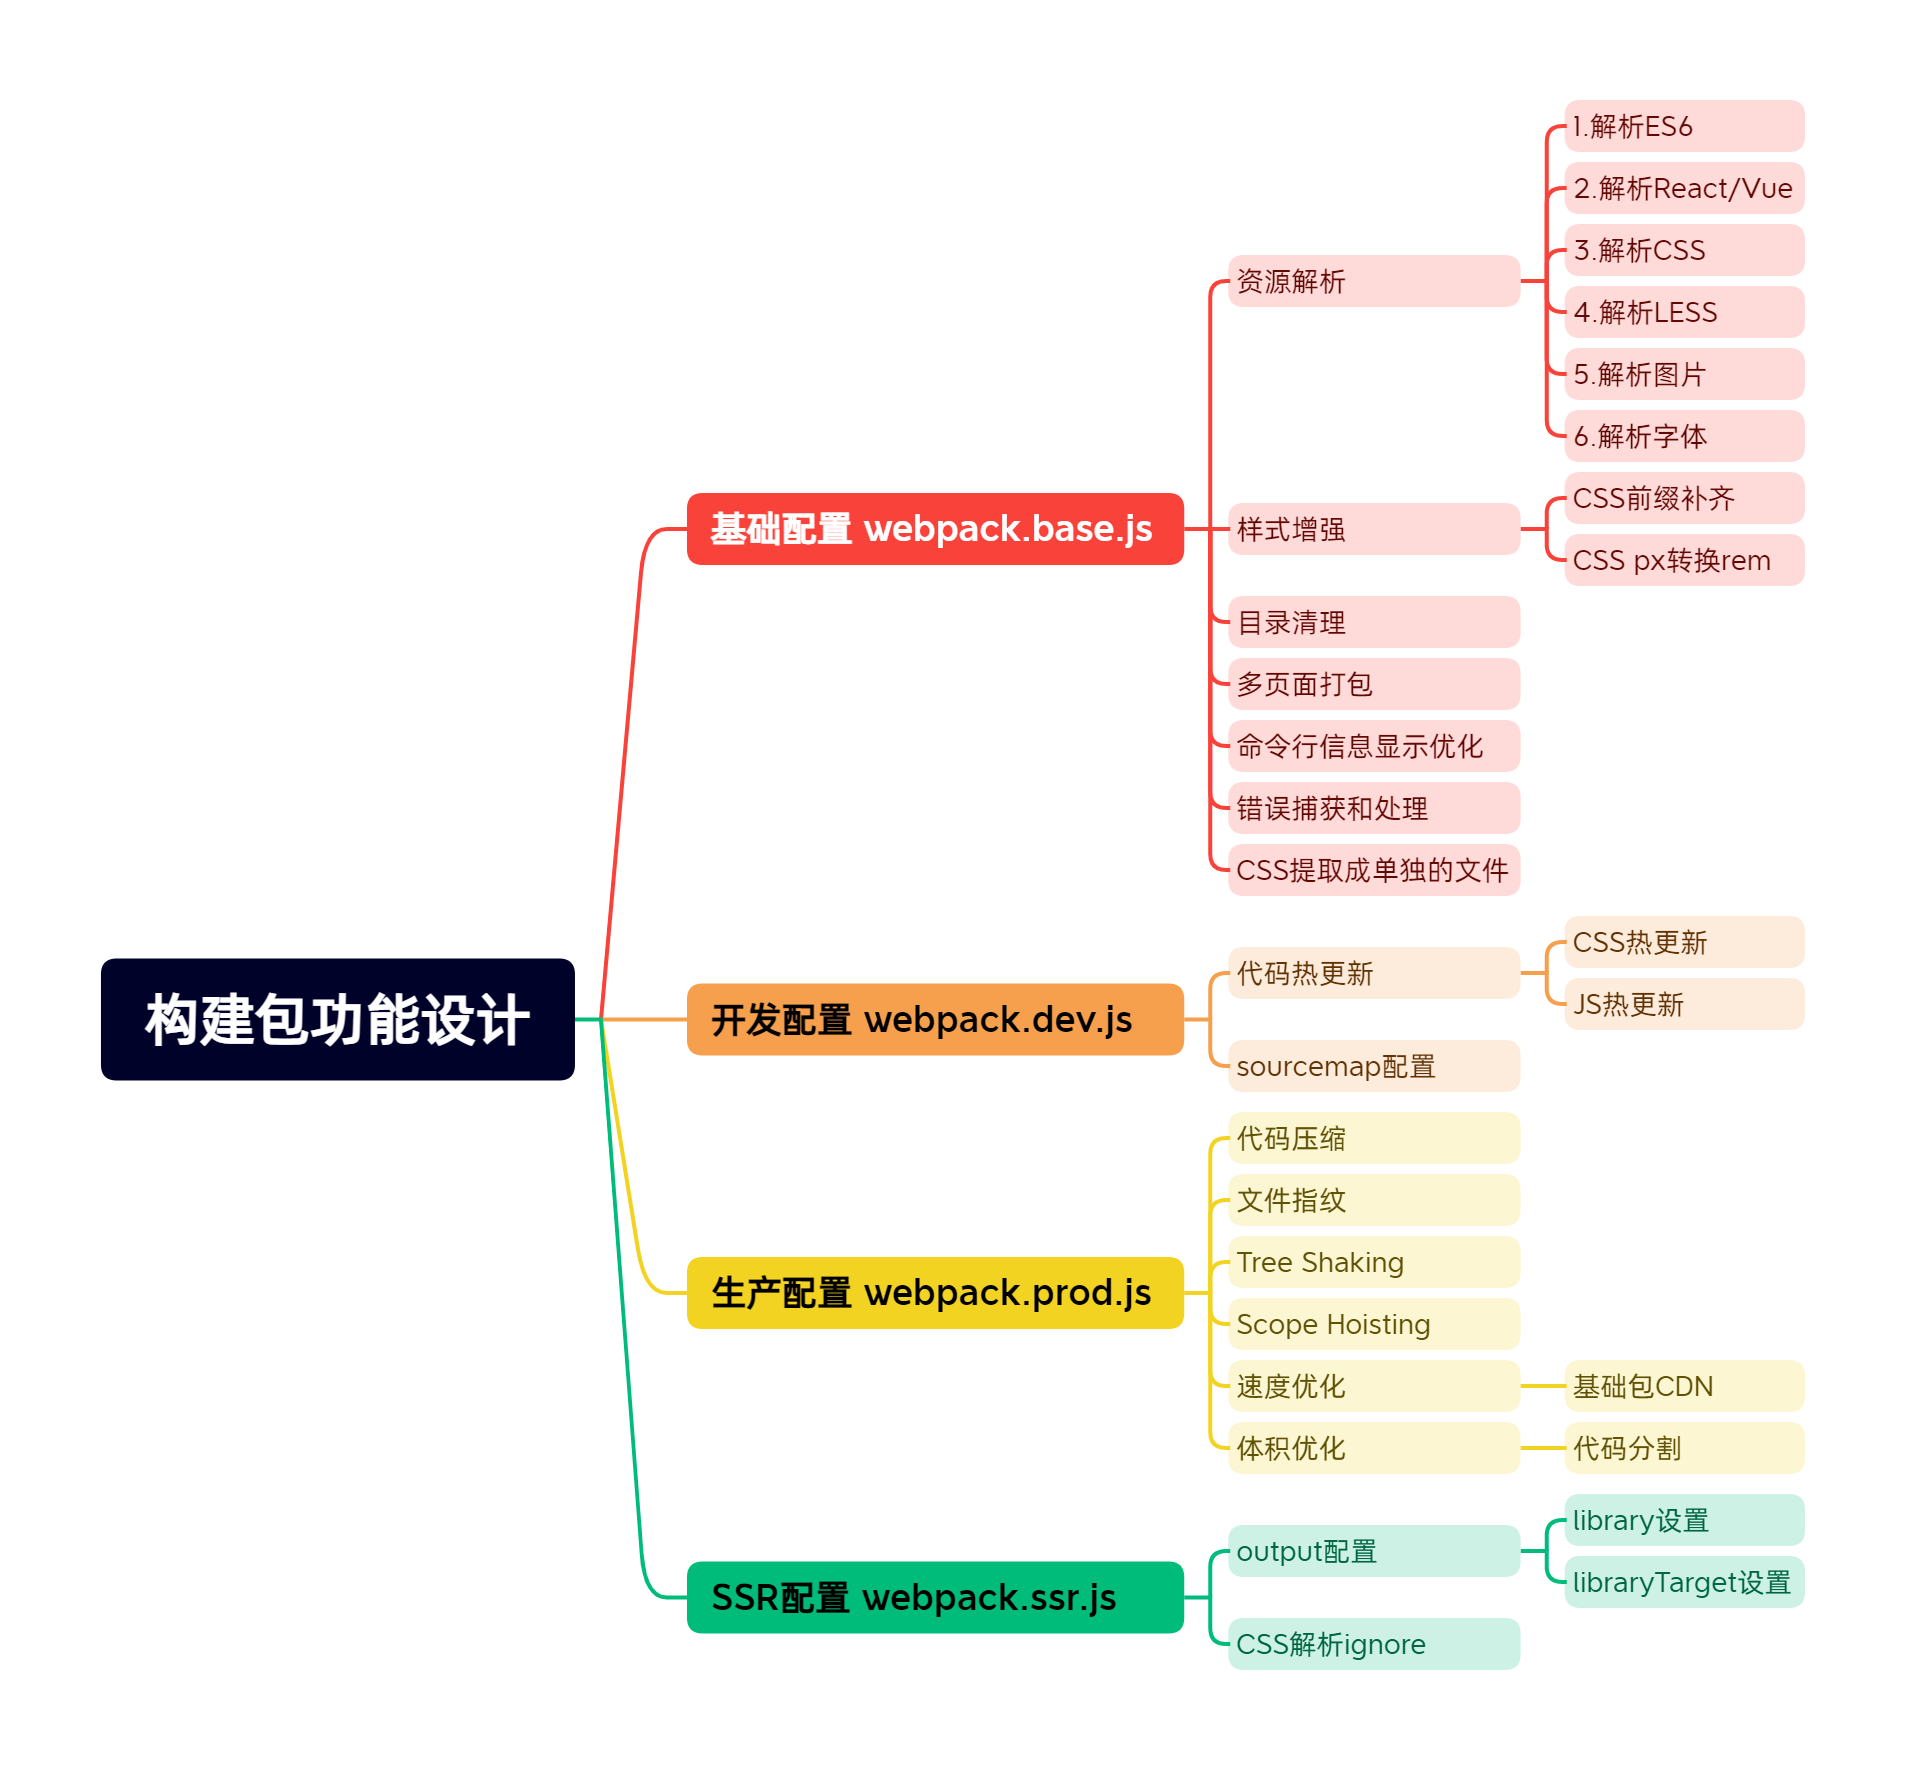 构建包功能设计
基础配置 webpack.base.js
资源解析
1.解析ES6
2.解析React/Vue
3.解析CSS
4.解析LESS
5.解析图片
6.解析字体
样式增强
CSS前缀补齐
CSS px转换rem
目录清理
多页面打包
命令行信息显示优化
错误捕获和处理
CSS提取成单独的文件
开发配置 webpack.dev.js
代码热更新
CSS热更新
JS热更新
sourcemap配置
生产配置 webpack.prod.js
代码压缩
文件指纹
Tree Shaking
Scope Hoisting
速度优化
基础包CDN
体积优化
代码分割
SSR配置 webpack.ssr.js
output配置
library设置
libraryTarget设置
CSS解析ignore